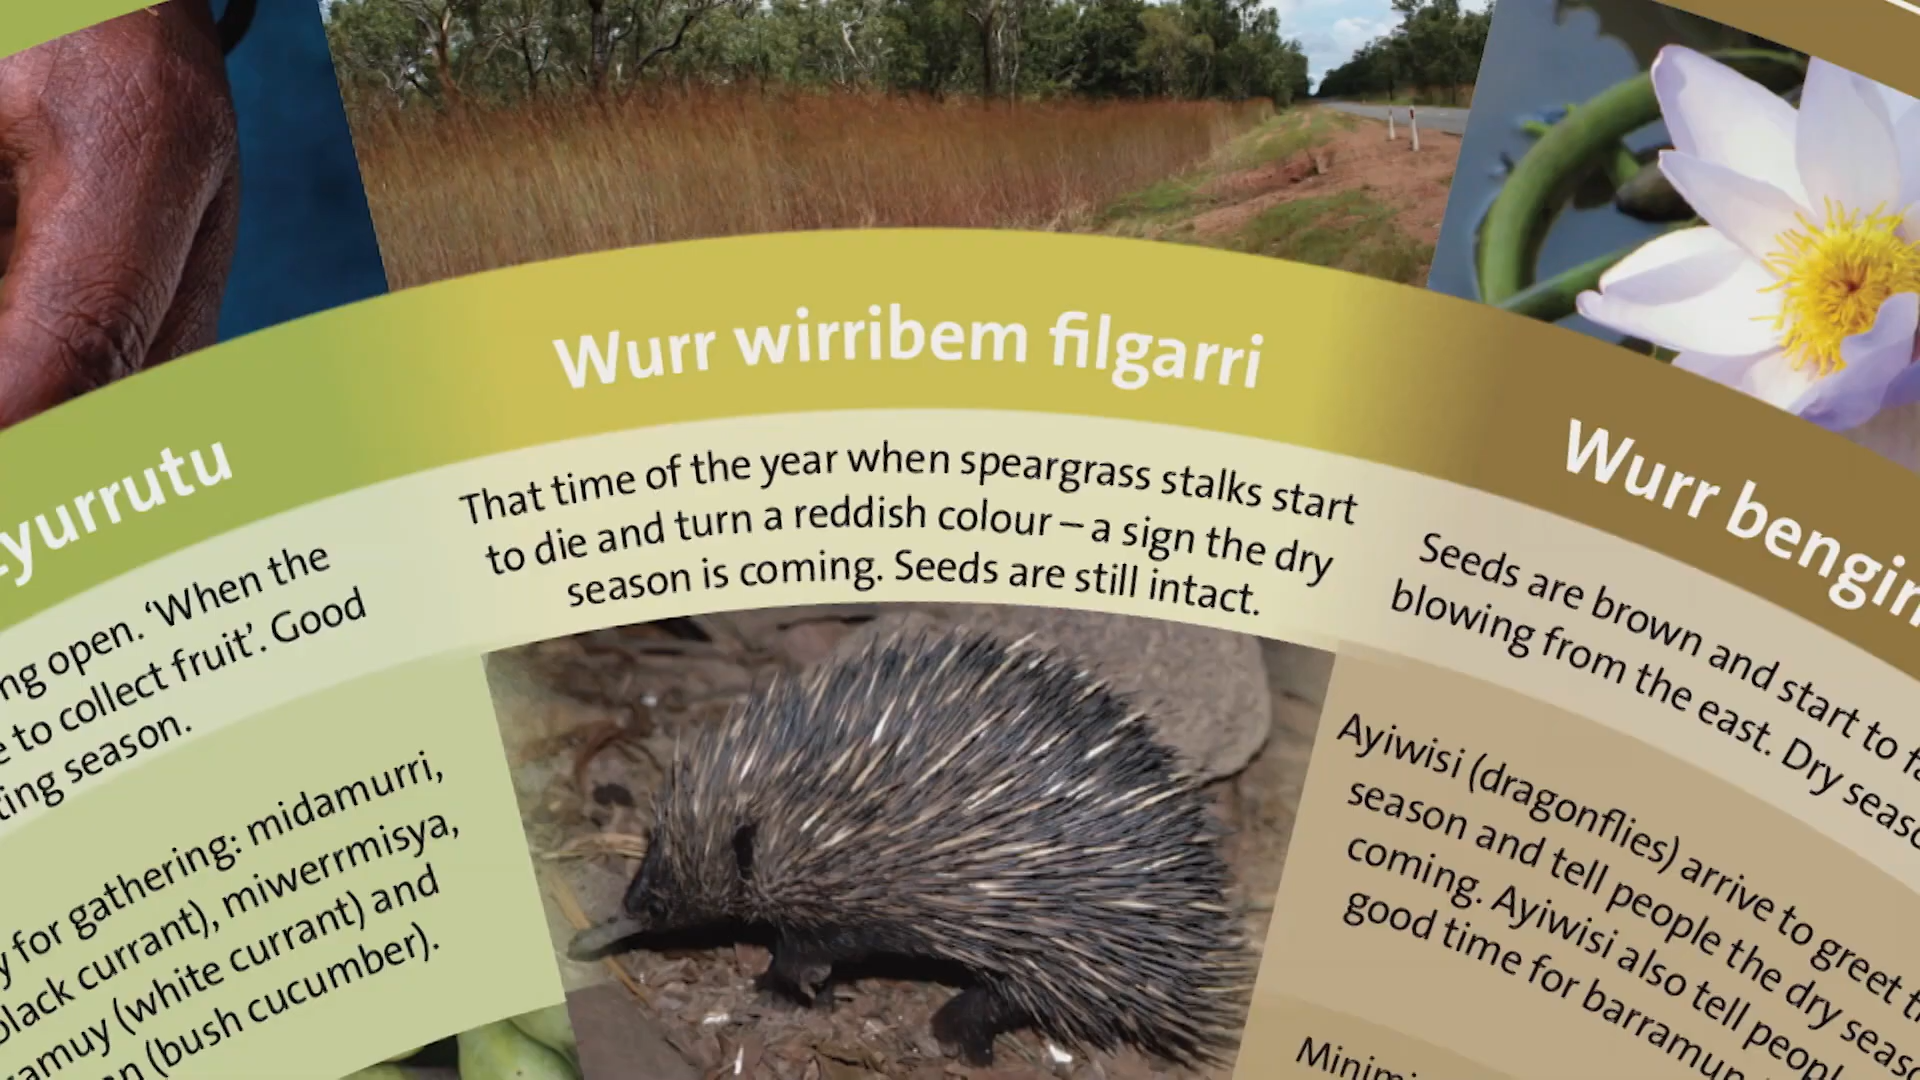 yurrutu
ng open. ‘When the
to collect fruit’. Good
ting season.
for gathering: midamurri,
black currant), miwerrmisya,
amuy (white currant) and
(bush cucumber).
Wurr wirribem filgarri
That time of the year when speargrass stalks start
to die and turn a reddish colour – a sign the dry
season is coming. Seeds are still intact.
Wurr bengin
Seeds are brown and start to fa
blowing from the east. Dry seaso
Ayiwisi (dragonflies) arrive to greet t
season and tell people the dry seaso
coming. Ayiwisi also tell peopl
good time for barramun
Minimi